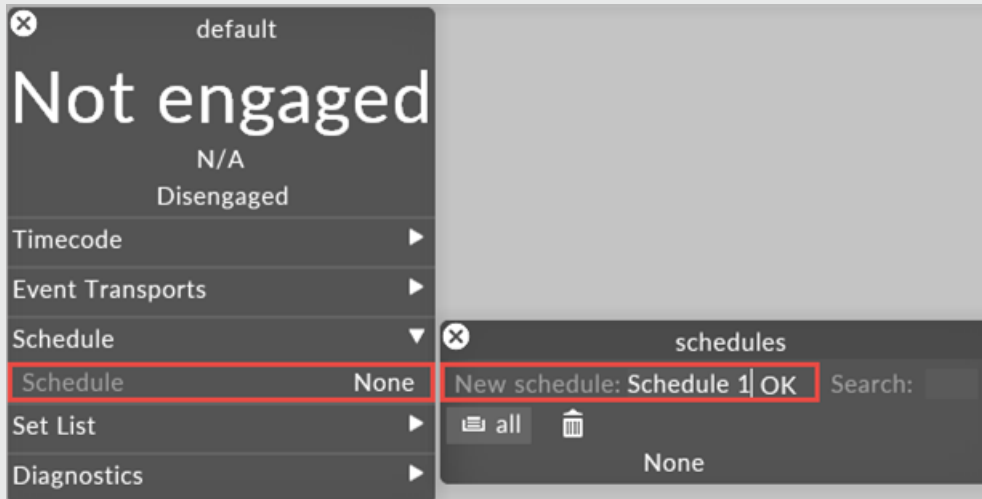 default
Not engaged
N/A
Disengaged
Timecode
Event Transports
Schedule
Schedule None
Set List
Diagnostics
schedules
New schedule: Schedule 1 OK Search:
all
None